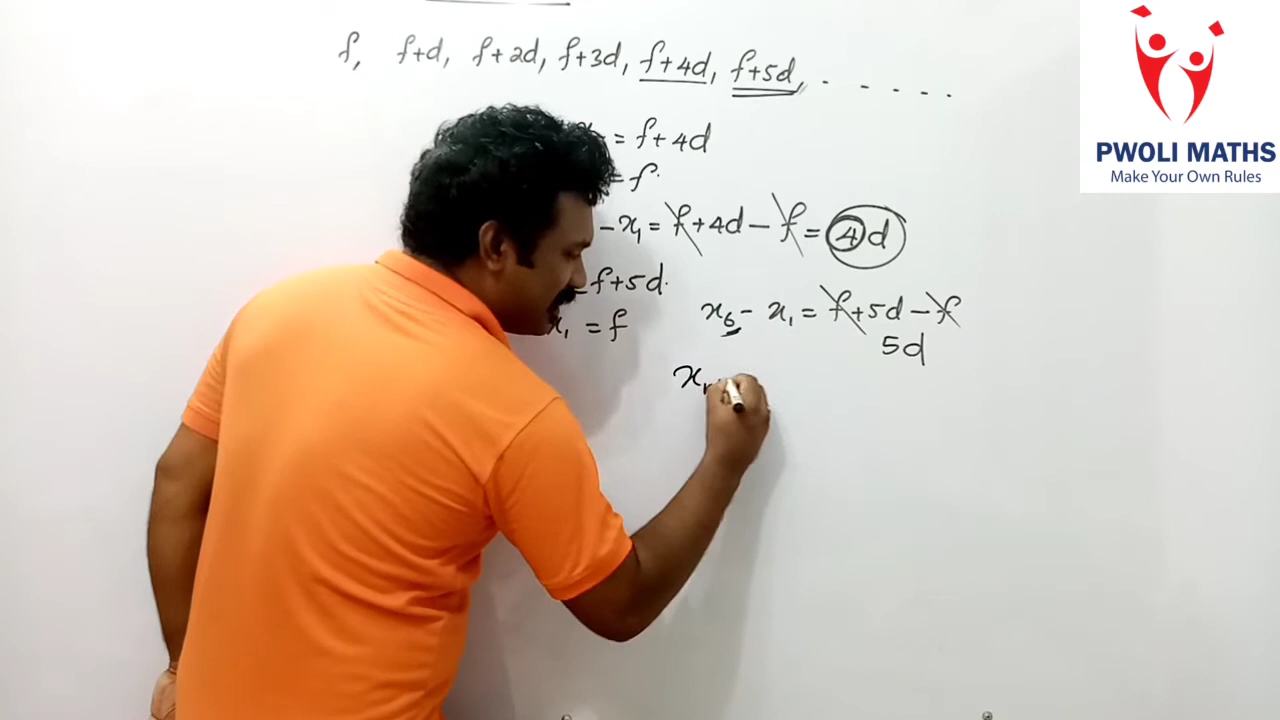 f, f+d, f+2d, f+3d, f+4d, f+5d, . . . . .
= f+4d
= f
- x₁ = f+4d - f = 4d
= f+5d
x₁ = f
x₆ - x₁ = f+5d - f
5d
x
PWOLI MATHS
Make Your Own Rules